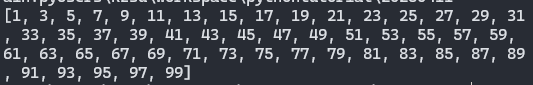 [1, 3, 5, 7, 9, 11, 13, 15, 17, 19, 21, 23, 25, 27, 29, 31
, 33, 35, 37, 39, 41, 43, 45, 47, 49, 51, 53, 55, 57, 59,
61, 63, 65, 67, 69, 71, 73, 75, 77, 79, 81, 83, 85, 87, 89
, 91, 93, 95, 97, 99]